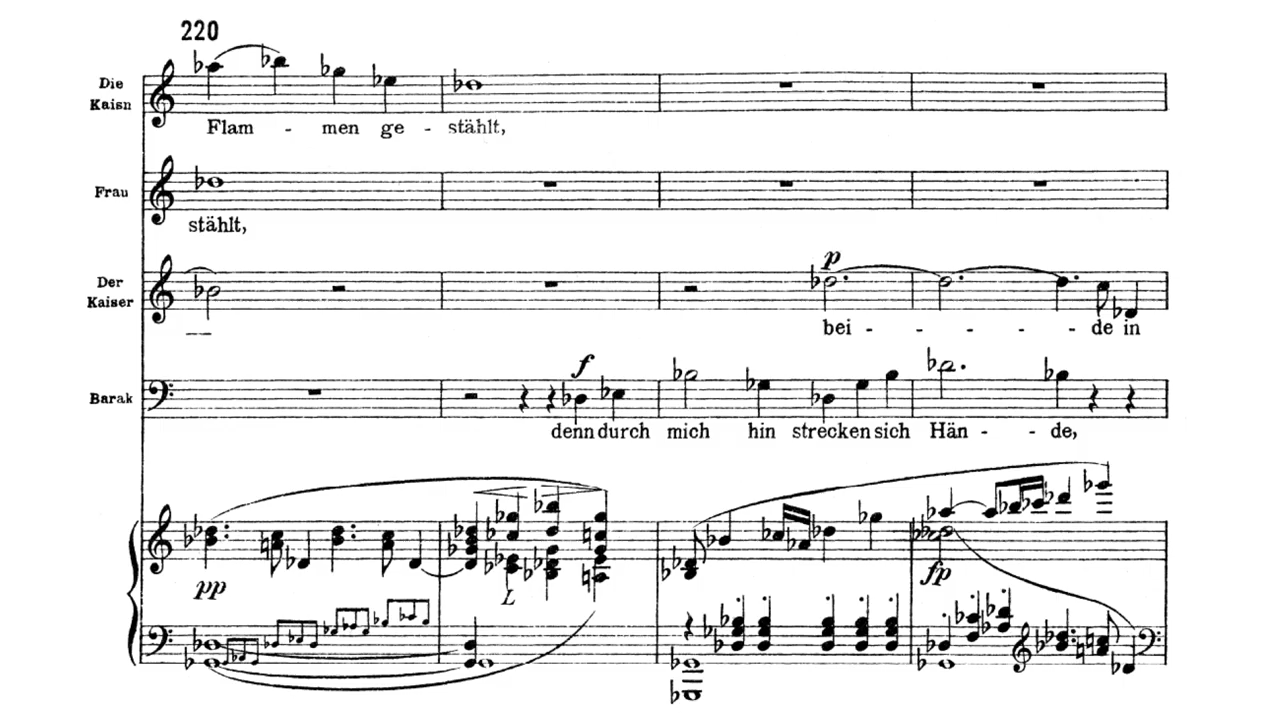 220
Die
Kaisn
Flam - men ge - stählt,
Frau
stählt,
p
Der
Kaiser
bei - - - - - de in
f
Barak
denn durch mich hin strecken sich Hän - - de,
pp
L
fp